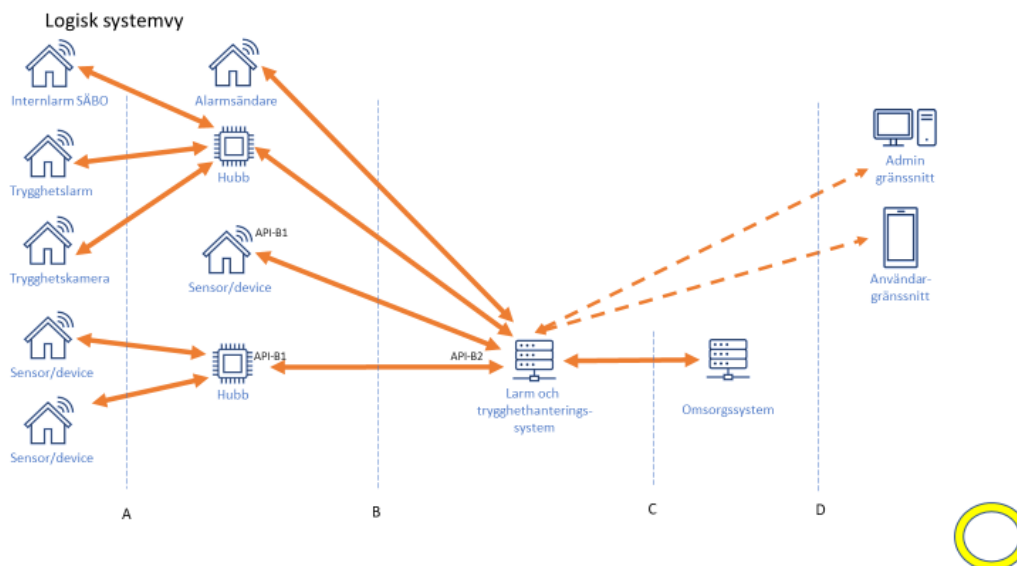 Logisk systemvy
Internlarm SÄBO
Alarmsändare
Hubb
Trygghetslarm
Admin
gränssnitt
Trygghetskamera
API-B1
Sensor/device
Användar-
gränssnitt
Sensor/device
API-B1
Hubb
API-B2
Larm och
trygghethanterings-
system
Omsorgssystem
Sensor/device
A
B
C
D